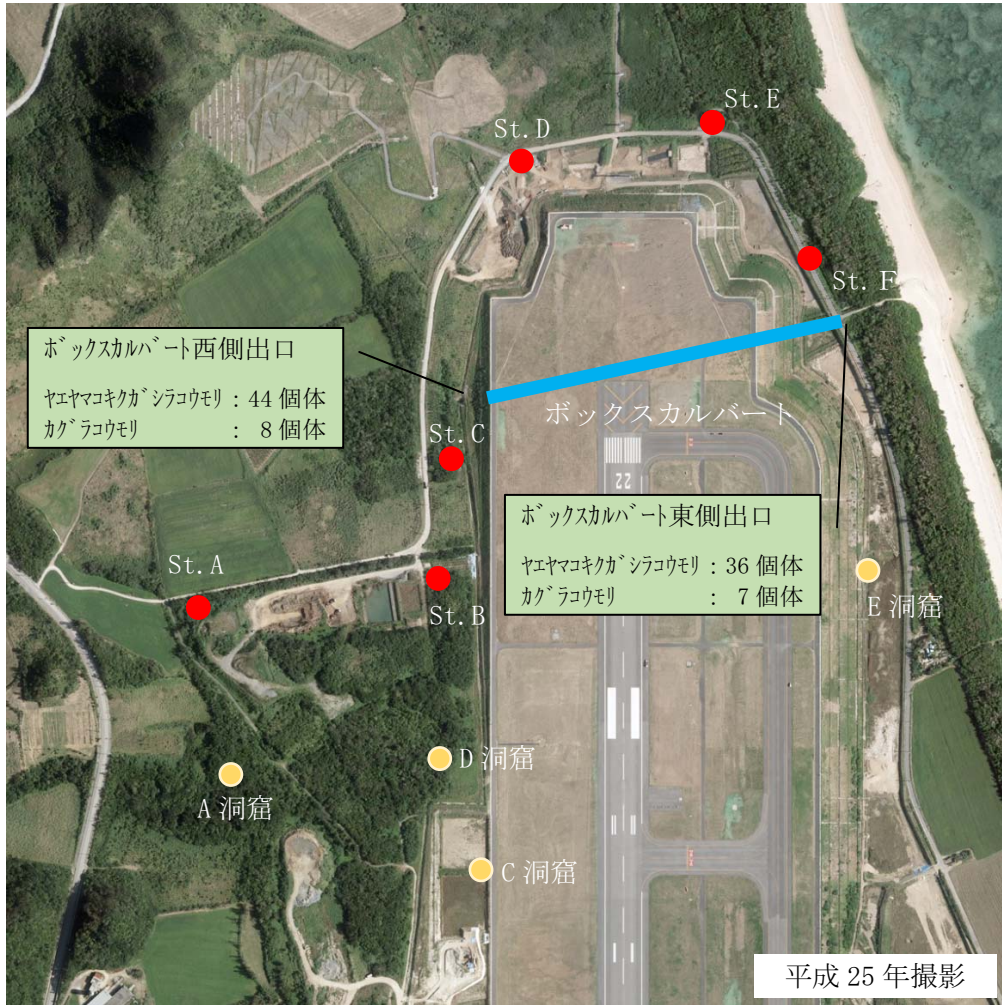 St.E
St.D
St.F
ボックスカルバート西側出口
ヤエヤマコキクガシラコウモリ：44 個体
カグラコウモリ：8 個体
ボックスカルバート
St.C
22
ボックスカルバート東側出口
ヤエヤマコキクガシラコウモリ：36 個体
カグラコウモリ：7 個体
St.A
St.B
E 洞窟
D 洞窟
A 洞窟
C 洞窟
平成 25 年撮影